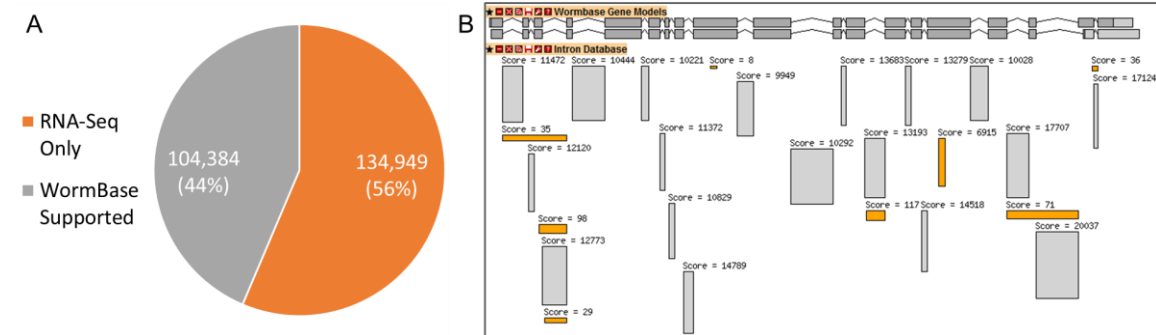 A
RNA-Seq
Only
WormBase
Supported
104,384
(44%)
134,949
(56%)
B
Wormbase Gene Models
Intron Database
Score = 11472
Score = 10444
Score = 10221
Score = 8
Score = 13683
Score = 13279
Score = 10028
Score = 36
Score = 9949
Score = 17124
Score = 35
Score = 11372
Score = 13193
Score = 6915
Score = 17707
Score = 12120
Score = 10292
Score = 10829
Score = 98
Score = 117
Score = 14518
Score = 71
Score = 12773
Score = 20037
Score = 14789
Score = 29